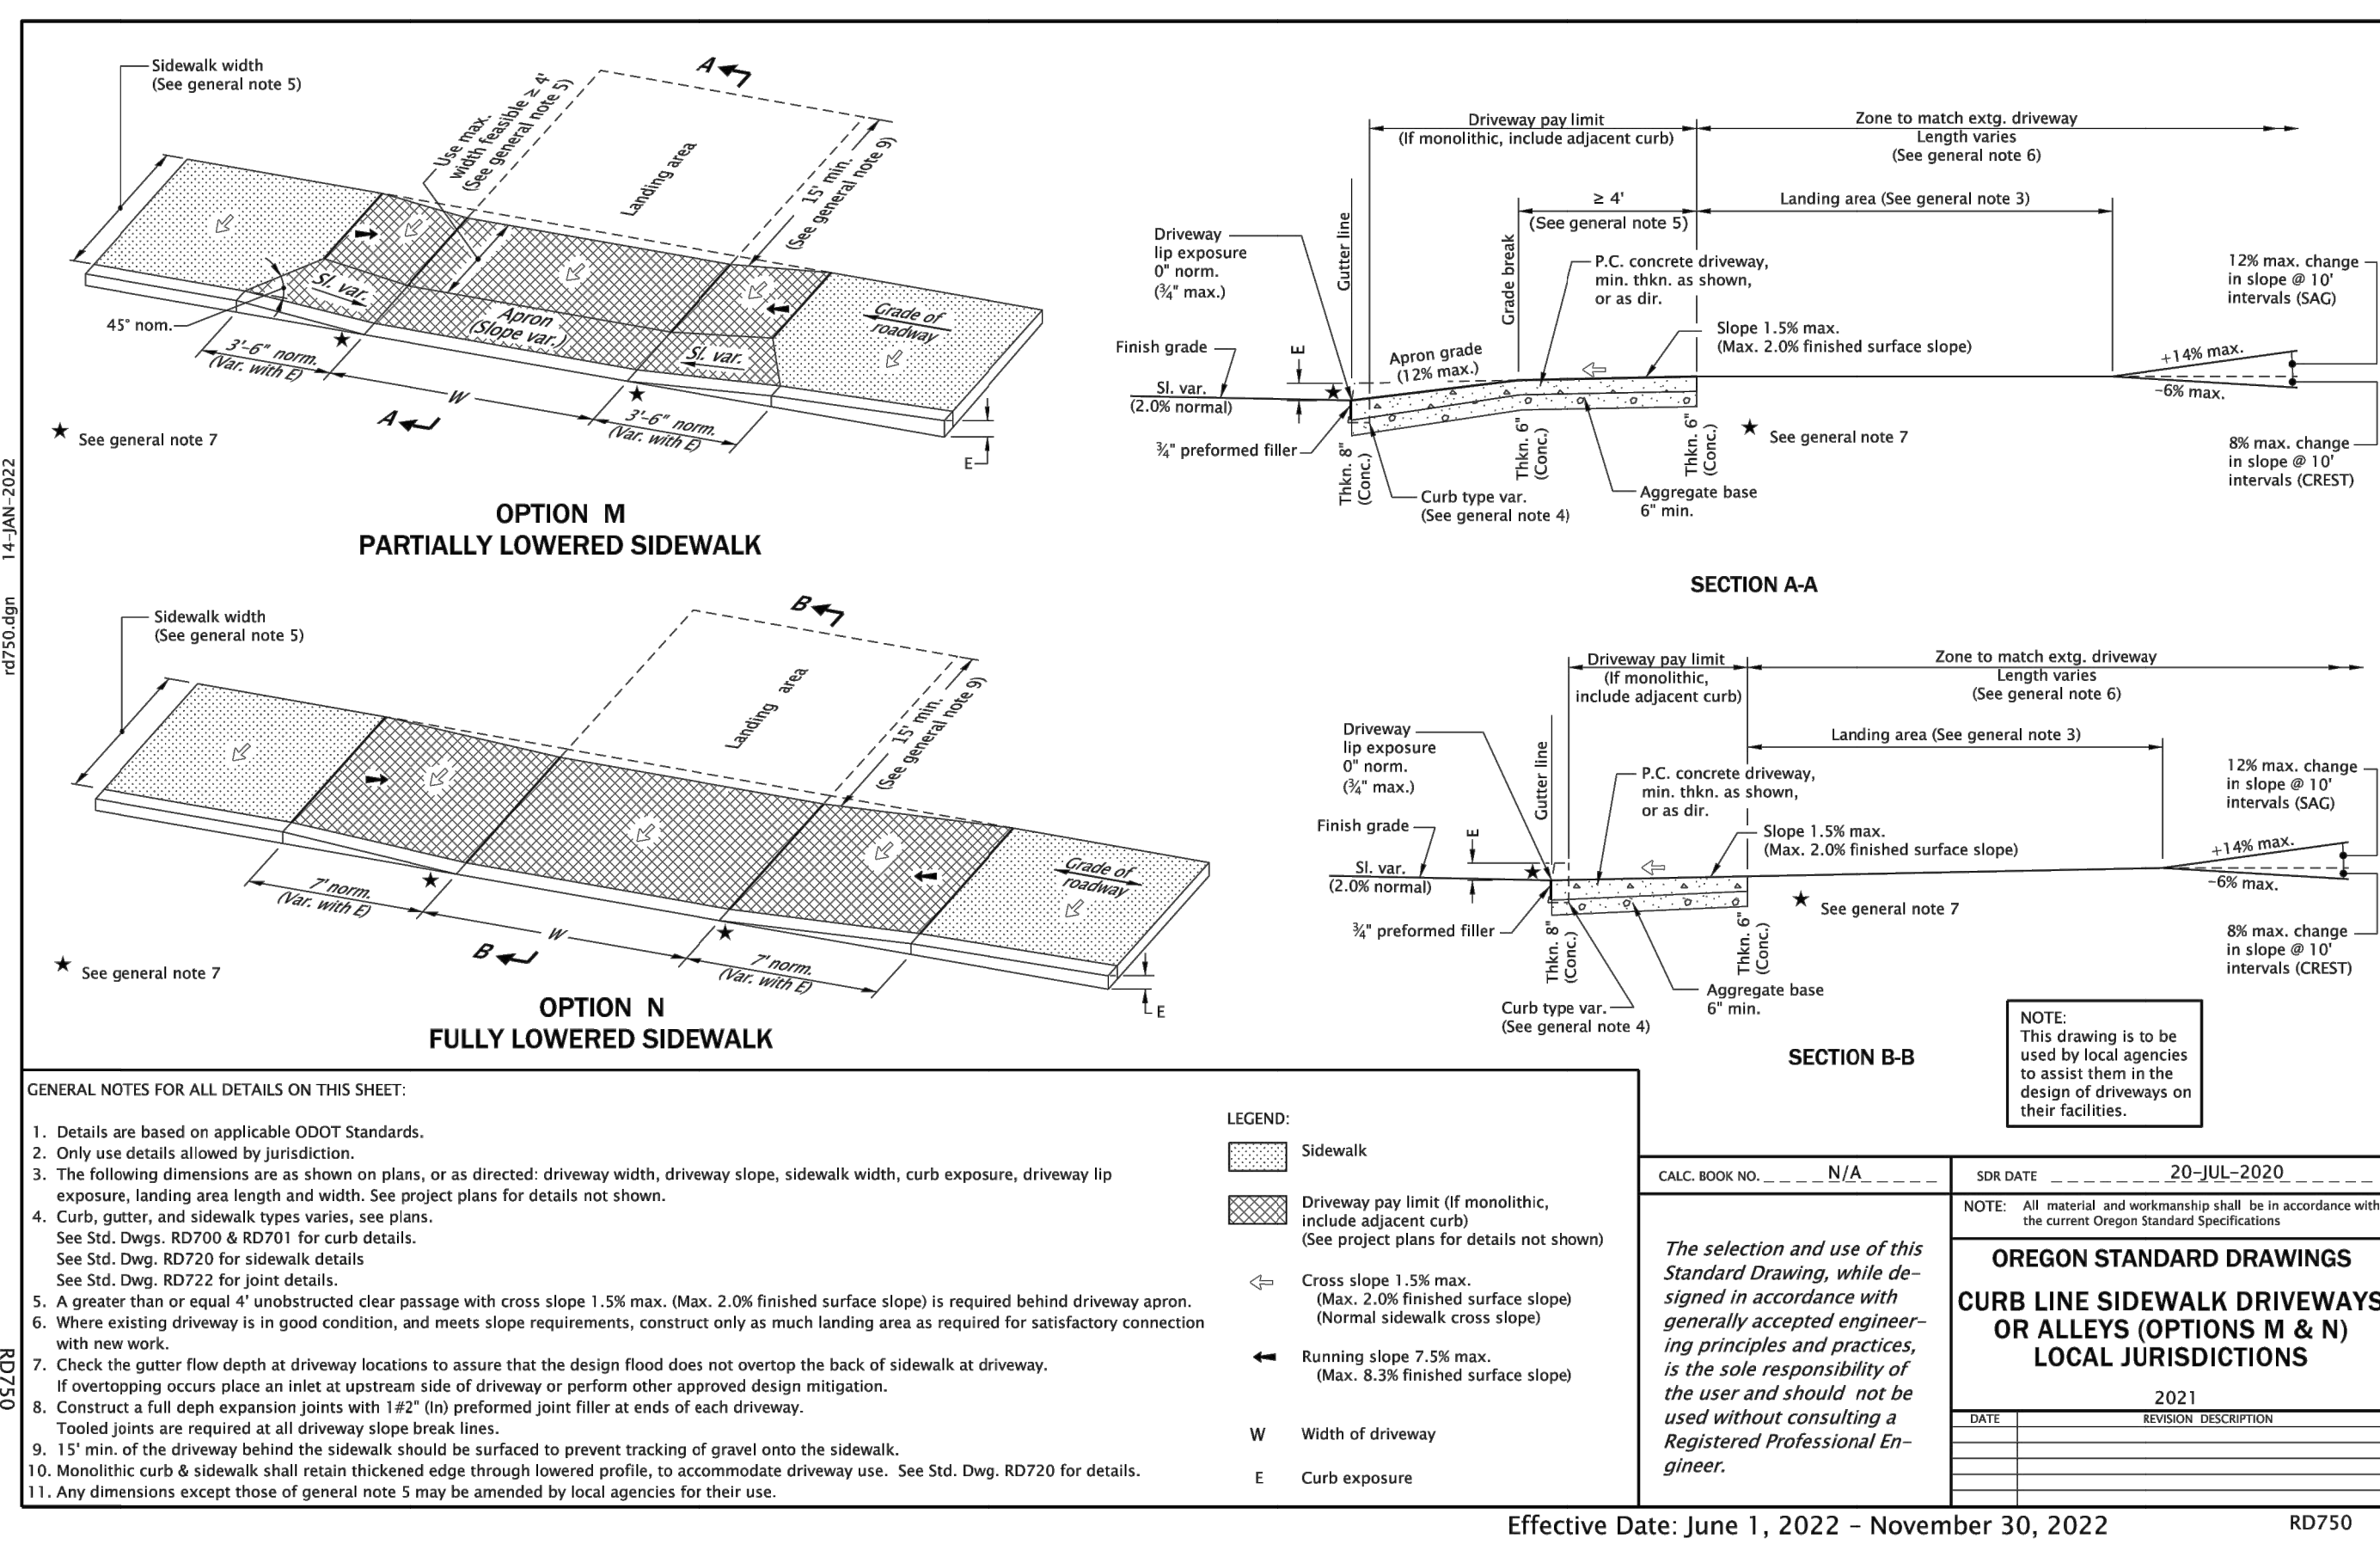 Sidewalk width
(See general note 5)
Use max.
width feasible ≥ 4'
(See general note 5)
A
Landing area
15' min.
(See general note 9)
Sl. var.
45° nom.
Apron
(Slope var.)
Sl. var.
Grade of
roadway
3'-6" norm.
(Var. with E)
W
3'-6" norm.
(Var. with E)
A
E
★ See general note 7
OPTION M
PARTIALLY LOWERED SIDEWALK
Driveway pay limit
(If monolithic, include adjacent curb)
Zone to match extg. driveway
Length varies
(See general note 6)
≥ 4'
(See general note 5)
Landing area (See general note 3)
Driveway
lip exposure
0" norm.
(¾" max.)
Gutter line
Grade break
P.C. concrete driveway,
min. thkn. as shown,
or as dir.
12% max. change
in slope @ 10'
intervals (SAG)
Slope 1.5% max.
(Max. 2.0% finished surface slope)
Finish grade
E
Apron grade
(12% max.)
+14% max.
-6% max.
Sl. var.
(2.0% normal)
¾" preformed filler
Thkn. 8"
(Conc.)
Thkn. 6"
(Conc.)
Thkn. 6"
(Conc.)
★ See general note 7
Curb type var.
(See general note 4)
Aggregate base
6" min.
8% max. change
in slope @ 10'
intervals (CREST)
SECTION A-A
Sidewalk width
(See general note 5)
B
Landing area
15' min.
(See general note 9)
Grade of
roadway
7' norm.
(Var. with E)
W
7' norm.
(Var. with E)
B
E
★ See general note 7
OPTION N
FULLY LOWERED SIDEWALK
Driveway pay limit
(If monolithic,
include adjacent curb)
Zone to match extg. driveway
Length varies
(See general note 6)
Landing area (See general note 3)
Driveway
lip exposure
0" norm.
(¾" max.)
Gutter line
P.C. concrete driveway,
min. thkn. as shown,
or as dir.
12% max. change
in slope @ 10'
intervals (SAG)
Slope 1.5% max.
(Max. 2.0% finished surface slope)
Finish grade
E
+14% max.
-6% max.
Sl. var.
(2.0% normal)
¾" preformed filler
Thkn. 8"
(Conc.)
Thkn. 6"
(Conc.)
★ See general note 7
Curb type var.
(See general note 4)
Aggregate base
6" min.
8% max. change
in slope @ 10'
intervals (CREST)
SECTION B-B
NOTE:
This drawing is to be
used by local agencies
to assist them in the
design of driveways on
their facilities.
GENERAL NOTES FOR ALL DETAILS ON THIS SHEET:
1. Details are based on applicable ODOT Standards.
2. Only use details allowed by jurisdiction.
3. The following dimensions are as shown on plans, or as directed: driveway width, driveway slope, sidewalk width, curb exposure, driveway lip
exposure, landing area length and width. See project plans for details not shown.
4. Curb, gutter, and sidewalk types varies, see plans.
See Std. Dwgs. RD700 & RD701 for curb details.
See Std. Dwg. RD720 for sidewalk details
See Std. Dwg. RD722 for joint details.
5. A greater than or equal 4' unobstructed clear passage with cross slope 1.5% max. (Max. 2.0% finished surface slope) is required behind driveway apron.
6. Where existing driveway is in good condition, and meets slope requirements, construct only as much landing area as required for satisfactory connection
with new work.
7. Check the gutter flow depth at driveway locations to assure that the design flood does not overtop the back of sidewalk at driveway.
If overtopping occurs place an inlet at upstream side of driveway or perform other approved design mitigation.
8. Construct a full deph expansion joints with 1#2" (In) preformed joint filler at ends of each driveway.
Tooled joints are required at all driveway slope break lines.
9. 15' min. of the driveway behind the sidewalk should be surfaced to prevent tracking of gravel onto the sidewalk.
10. Monolithic curb & sidewalk shall retain thickened edge through lowered profile, to accommodate driveway use. See Std. Dwg. RD720 for details.
11. Any dimensions except those of general note 5 may be amended by local agencies for their use.
LEGEND:
Sidewalk
Driveway pay limit (If monolithic,
include adjacent curb)
(See project plans for details not shown)
Cross slope 1.5% max.
(Max. 2.0% finished surface slope)
(Normal sidewalk cross slope)
Running slope 7.5% max.
(Max. 8.3% finished surface slope)
W Width of driveway
E Curb exposure
CALC. BOOK NO. N/A
SDR DATE 20-JUL-2020
NOTE: All material and workmanship shall be in accordance with
the current Oregon Standard Specifications
The selection and use of this
Standard Drawing, while de-
signed in accordance with
generally accepted engineer-
ing principles and practices,
is the sole responsibility of
the user and should not be
used without consulting a
Registered Professional En-
gineer.
OREGON STANDARD DRAWINGS
CURB LINE SIDEWALK DRIVEWAYS
OR ALLEYS (OPTIONS M & N)
LOCAL JURISDICTIONS
2021
DATE REVISION DESCRIPTION
Effective Date: June 1, 2022 – November 30, 2022
RD750
rd750.dgn 14-JAN-2022
RD750